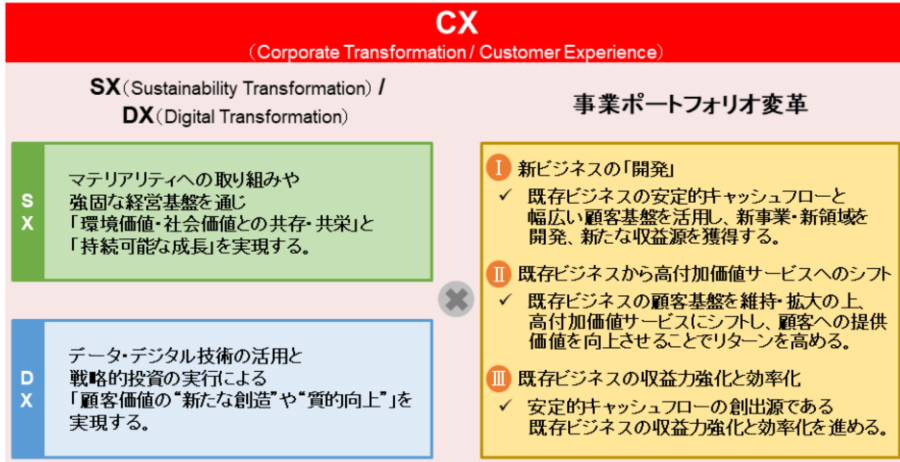 CX
(Corporate Transformation / Customer Experience)
SX(Sustainability Transformation) /
DX(Digital Transformation)
SX
マテリアリティへの取り組みや
強固な経営基盤を通じ
「環境価値・社会価値との共存・共栄」と
「持続可能な成長」を実現する。
DX
データ・デジタル技術の活用と
戦略的投資の実行による
「顧客価値の“新たな創造”や“質的向上”」を
実現する。
事業ポートフォリオ変革
Ⅰ 新ビジネスの「開発」
✓ 既存ビジネスの安定的キャッシュフローと
幅広い顧客基盤を活用し、新事業・新領域を
開発、新たな収益源を獲得する。
Ⅱ 既存ビジネスから高付加価値サービスへのシフト
✓ 既存ビジネスの顧客基盤を維持・拡大の上、
高付加価値サービスにシフトし、顧客への提供
価値を向上させることでリターンを高める。
Ⅲ 既存ビジネスの収益力強化と効率化
✓ 安定的キャッシュフローの創出源である
既存ビジネスの収益力強化と効率化を進める。